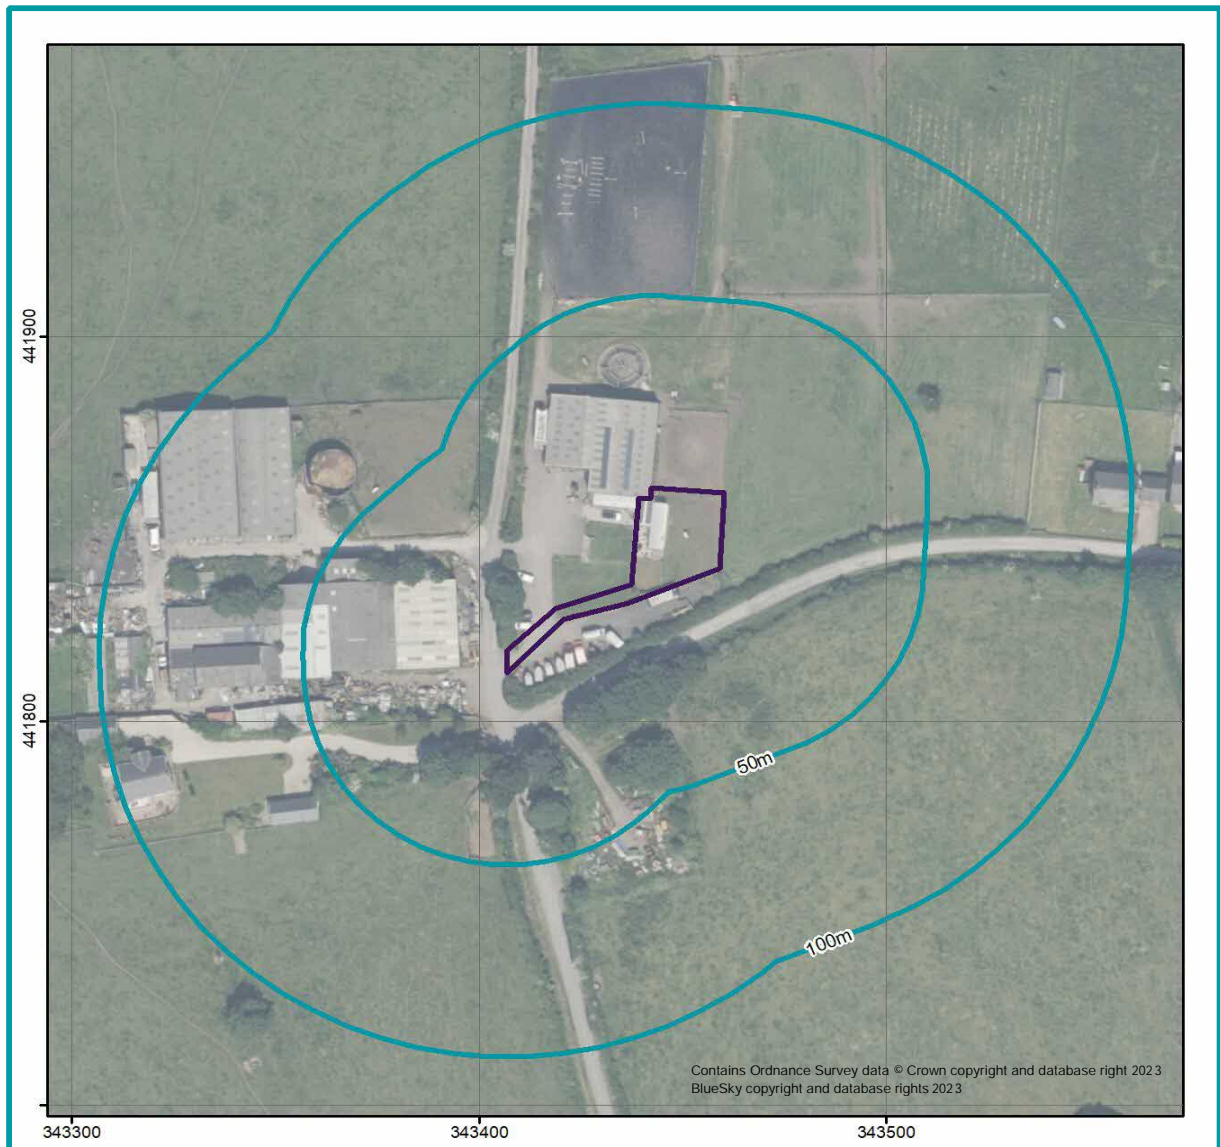 441900
441800
50m
100m
Contains Ordnance Survey data © Crown copyright and database right 2023
BlueSky copyright and database rights 2023
343300
343400
343500